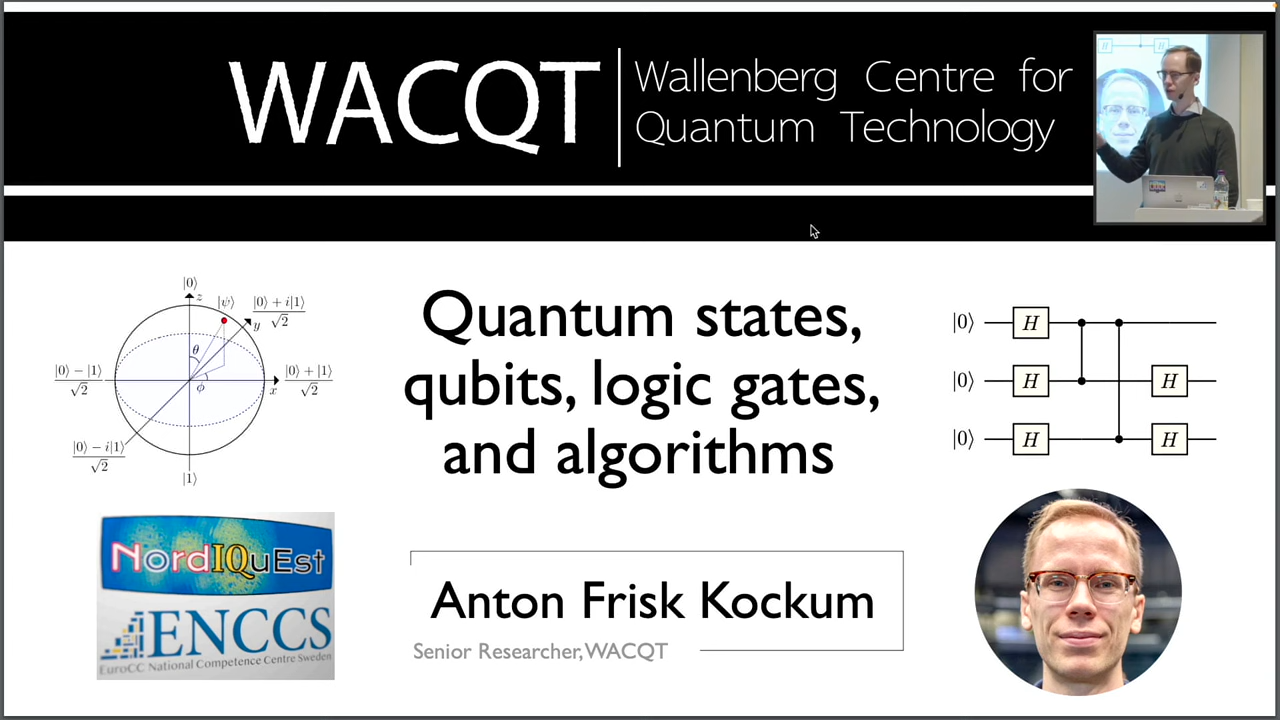 WACQT
Wallenberg Centre for
Quantum Technology
Quantum states,
qubits, logic gates,
and algorithms
|0⟩
z
|ψ⟩
|0⟩ + i|1⟩
√2
y
θ
|0⟩ − |1⟩
√2
ϕ
x
|0⟩ + |1⟩
√2
|0⟩ − i|1⟩
√2
|1⟩
|0⟩ H
|0⟩ H H
|0⟩ H H
NordIQuEst
ENCCS
EuroCC National Competence Centre Sweden
Anton Frisk Kockum
Senior Researcher, WACQT